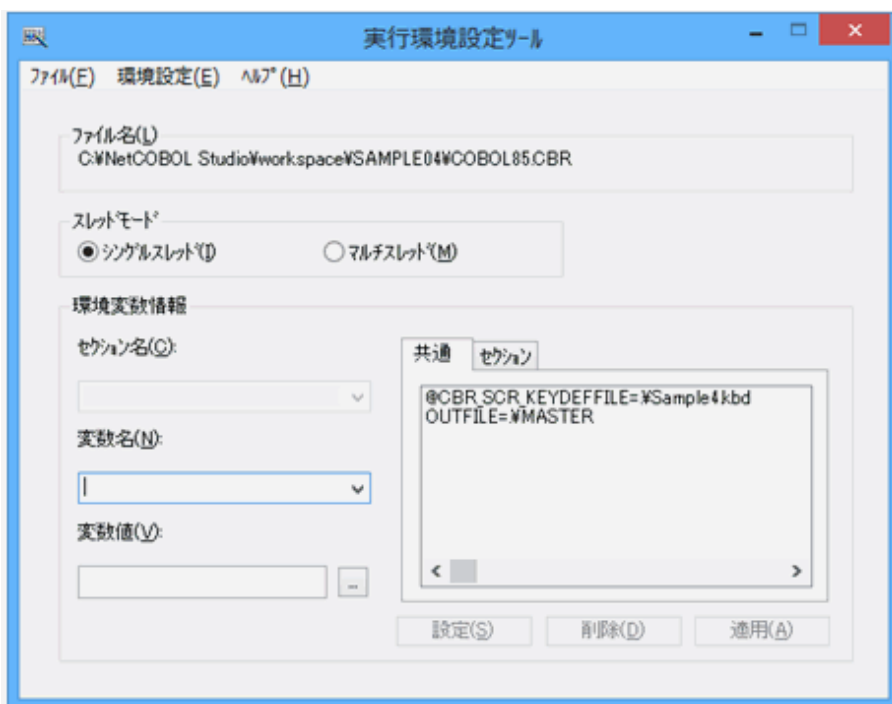 実行環境設定ﾂｰﾙ
ﾌｧｲﾙ(F) 環境設定(E) ﾍﾙﾌﾟ(H)
ﾌｧｲﾙ名(L)
C:¥NetCOBOL Studio¥workspace¥SAMPLE04¥COBOL85.CBR
ｽﾚｯﾄﾞﾓｰﾄﾞ
ｼﾝｸﾞﾙｽﾚｯﾄﾞ(I) ﾏﾙﾁｽﾚｯﾄﾞ(M)
環境変数情報
ｾｸｼｮﾝ名(C):
共通 ｾｸｼｮﾝ
@CBR_SCR_KEYDEFFILE=.¥Sample4.kbd
OUTFILE=.¥MASTER
変数名(N):
変数値(V):
...
設定(S) 削除(D) 適用(A)